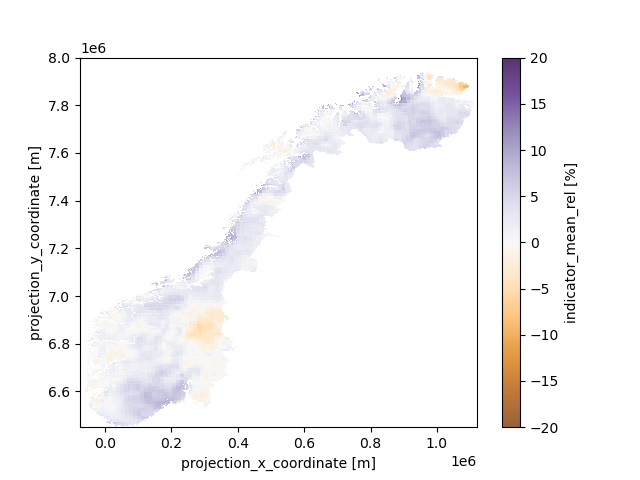 1e6
8.0
7.8
7.6
7.4
7.2
7.0
6.8
6.6
projection_y_coordinate [m]
0.0 0.2 0.4 0.6 0.8 1.0
projection_x_coordinate [m]
1e6
20
15
10
5
0
−5
−10
−15
−20
indicator_mean_rel [%]